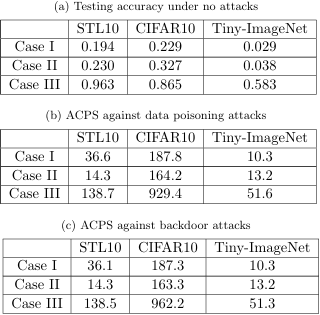 (a) Testing accuracy under no attacks
STL10 CIFAR10 Tiny-ImageNet
Case I 0.194 0.229 0.029
Case II 0.230 0.327 0.038
Case III 0.963 0.865 0.583
(b) ACPS against data poisoning attacks
STL10 CIFAR10 Tiny-ImageNet
Case I 36.6 187.8 10.3
Case II 14.3 164.2 13.2
Case III 138.7 929.4 51.6
(c) ACPS against backdoor attacks
STL10 CIFAR10 Tiny-ImageNet
Case I 36.1 187.3 10.3
Case II 14.3 163.3 13.2
Case III 138.5 962.2 51.3